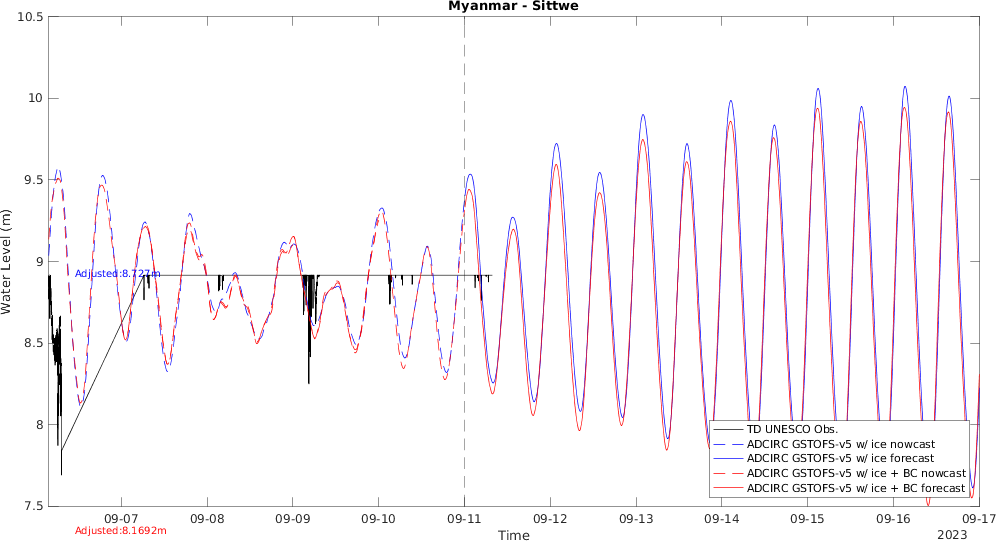 Myanmar - Sittwe
10.5
10
9.5
9
8.5
8
7.5
Water Level (m)
Adjusted:8.727m
Adjusted:8.1692m
TD UNESCO Obs.
ADCIRC GSTOFS-v5 w/ ice nowcast
ADCIRC GSTOFS-v5 w/ ice forecast
ADCIRC GSTOFS-v5 w/ ice + BC nowcast
ADCIRC GSTOFS-v5 w/ ice + BC forecast
09-07 09-08 09-09 09-10 09-11 09-12 09-13 09-14 09-15 09-16 09-17
Time
2023